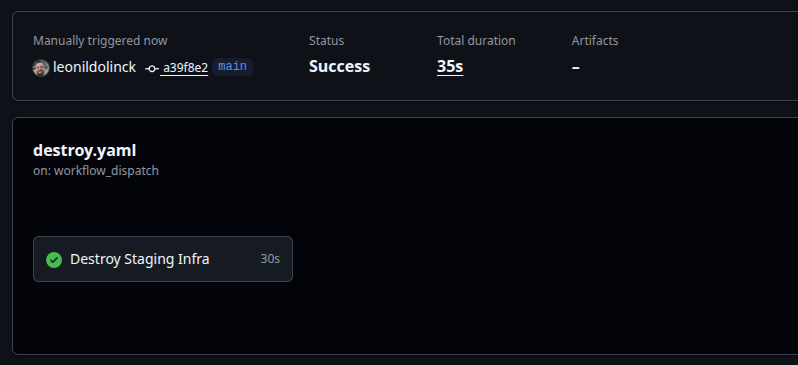 Manually triggered now
Status
Total duration
Artifacts
leonildolinck a39f8e2 main
Success
35s
–
destroy.yaml
on: workflow_dispatch
Destroy Staging Infra 30s